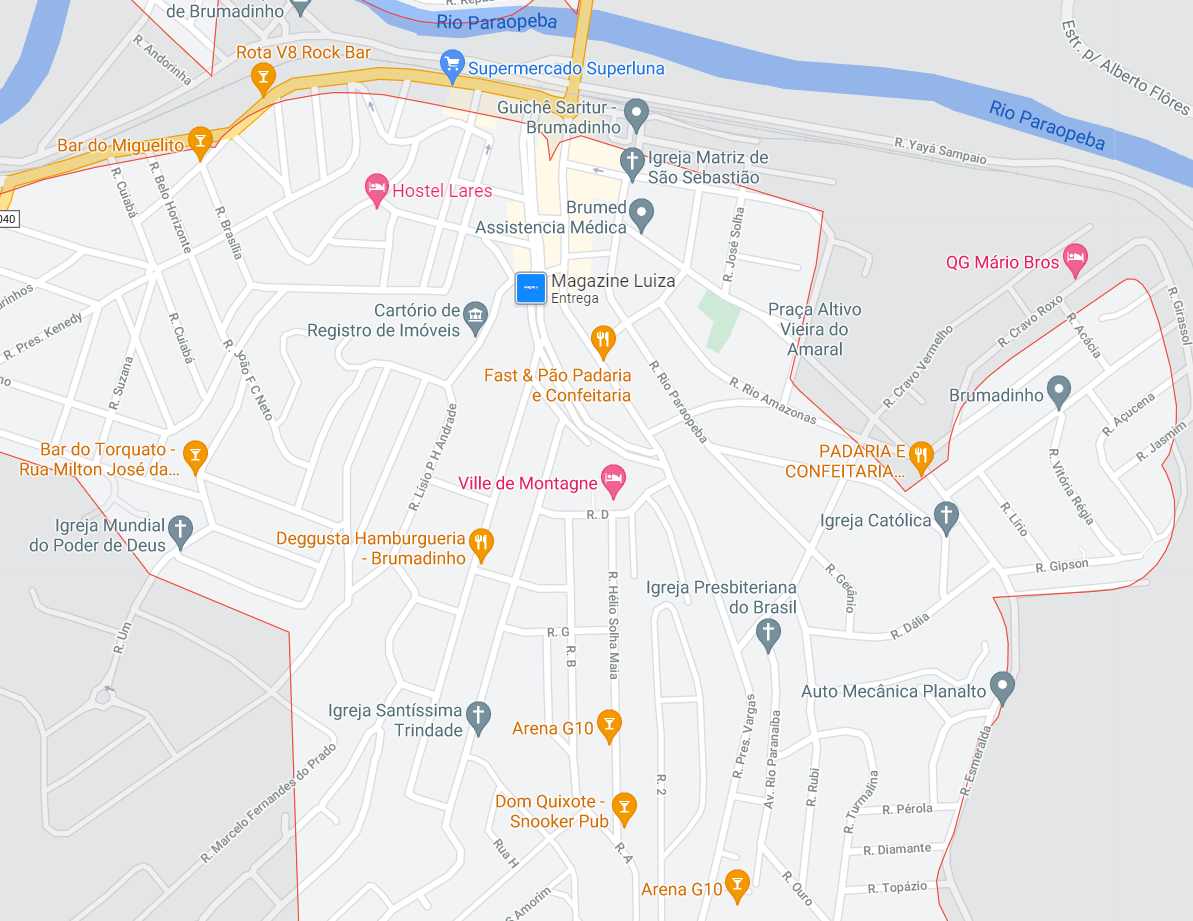 R. Repúb
de Brumadinho
Rio Paraopeba
Estr. p/ Alberto Flôres
R. Andorinha
Rota V8 Rock Bar
Supermercado Superluna
Guichê Saritur -
Brumadinho
Rio Paraopeba
Bar do Miguelito
R. Yayá Sampaio
Igreja Matriz de
São Sebastião
R. Cuiabá
R. Belo Horizonte
Hostel Lares
Brumed
Assistencia Médica
040
R. Brasília
R. José Solha
QG Mário Bros
Magazine Luiza
Entrega
arinhos
R. Pres. Kenedy
R. Cuiabá
Cartório de
Registro de Imóveis
Praça Altivo
Vieira do
Amaral
R. Cravo Roxo
R. Girassol
R. Acácia
R. Cravo Vermelho
R. Suzana
R. João F C Neto
Fast & Pão Padaria
e Confeitaria
R. Rio Paraopeba
R. Rio Amazonas
Brumadinho
R. Açucena
R. Jasmim
no
R. Lísio P H Andrade
Bar do Torquato -
Rua Milton José da...
PADARIA E
CONFEITARIA...
Ville de Montagne
R. Vitória Régia
R. D
R. Lírio
Igreja Mundial
do Poder de Deus
Igreja Católica
Deggusta Hamburgueria
- Brumadinho
R. Gipson
R. Gerânio
Igreja Presbiteriana
do Brasil
R. Hélio Solha Maia
R. Um
R. G
R. B
R. Dália
Auto Mecânica Planalto
Igreja Santíssima
Trindade
Arena G10
R. Pres. Vargas
Av. Rio Paranaíba
R. Esmeralda
R. Marcelo Fernandes do Prado
R. 2
R. Rubi
R. Turmalina
Dom Quixote -
Snooker Pub
R. Pérola
Rua H
R. A
R. Diamante
Arena G10
R. Ouro
R. Topázio
S Amorim